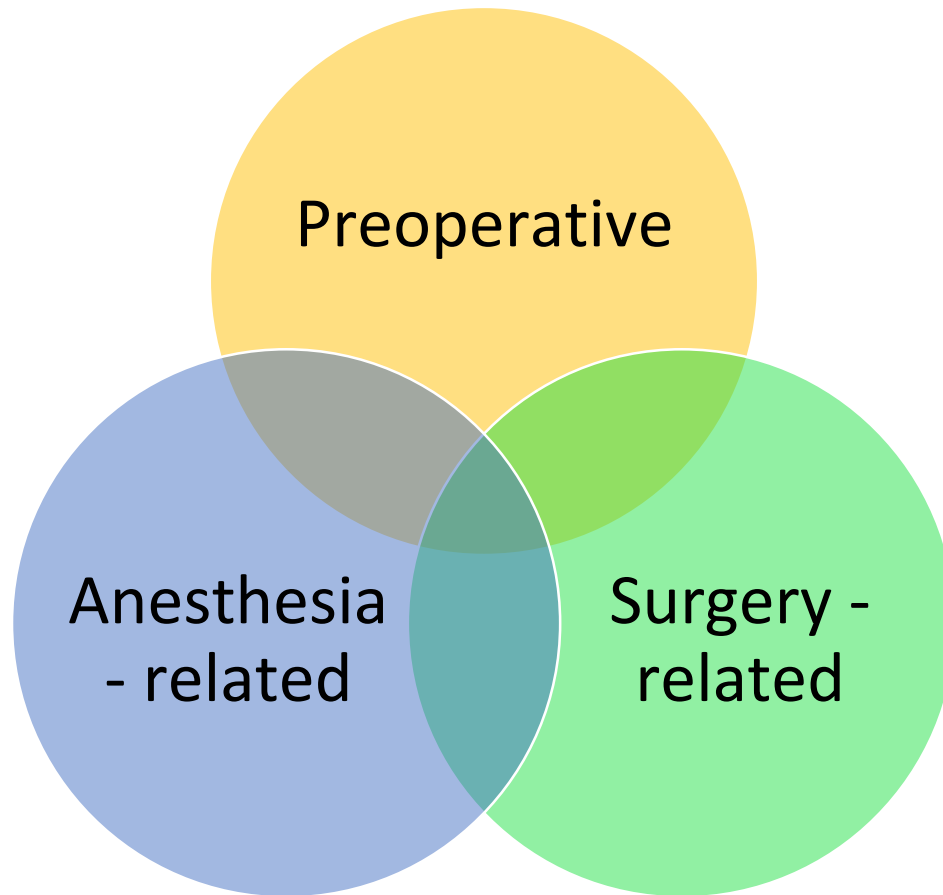 Preoperative
Anesthesia
- related
Surgery -
related